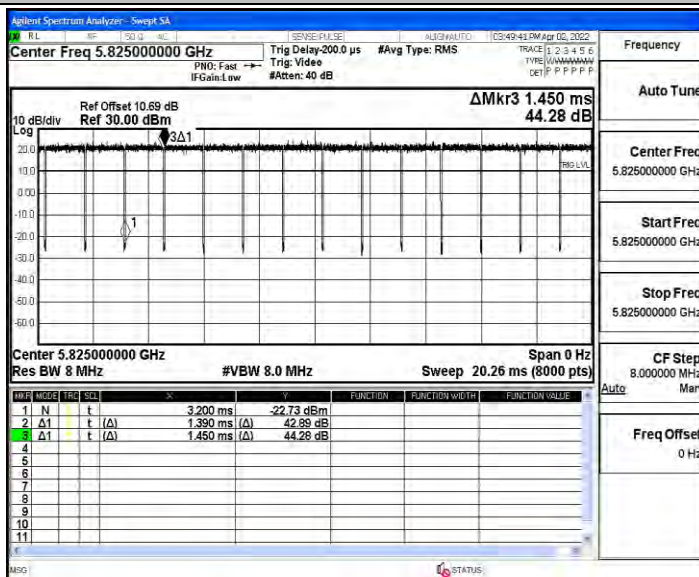 Agilent Spectrum Analyzer - Swept SA
RL RF 50 Ω AC SENSE:PULSE ALIGN AUTO 03:49:41 PM Apr 02, 2022
Center Freq 5.825000000 GHz
Trig Delay-200.0 µs #Avg Type: RMS
TRACE 1 2 3 4 5 6
PNO: Fast Trig: Video
TYPE WWWWWW
IFGain:Low #Atten: 40 dB
DET P P P P P P
ΔMkr3 1.450 ms
44.28 dB
Ref Offset 10.69 dB
10 dB/div Ref 30.00 dBm
Log
3Δ1
20.0
TRIG LVL
10.0
0.00
-10.0
1
-20.0
-30.0
-40.0
-50.0
-60.0
Center 5.825000000 GHz Span 0 Hz
Res BW 8 MHz #VBW 8.0 MHz Sweep 20.26 ms (8000 pts)
MKR MODE TRC SCL X Y FUNCTION FUNCTION WIDTH FUNCTION VALUE
1 N t 3.200 ms -22.73 dBm
2 Δ1 t (Δ) 1.390 ms (Δ) 42.89 dB
3 Δ1 t (Δ) 1.450 ms (Δ) 44.28 dB
4
5
6
7
8
9
10
11
MSG STATUS
Frequency
Auto Tune
Center Freq
5.825000000 GHz
Start Freq
5.825000000 GHz
Stop Freq
5.825000000 GHz
CF Step
8.000000 MHz
Auto Man
Freq Offset
0 Hz